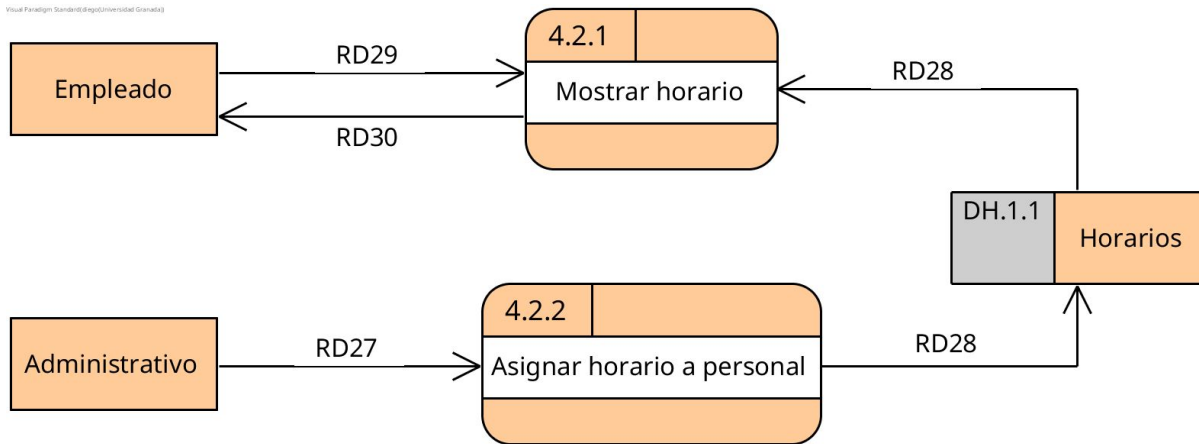 Visual Paradigm Standard(diego(Universidad Granada))
4.2.1
RD29
RD28
Empleado
Mostrar horario
RD30
DH.1.1
Horarios
4.2.2
RD27
RD28
Administrativo
Asignar horario a personal